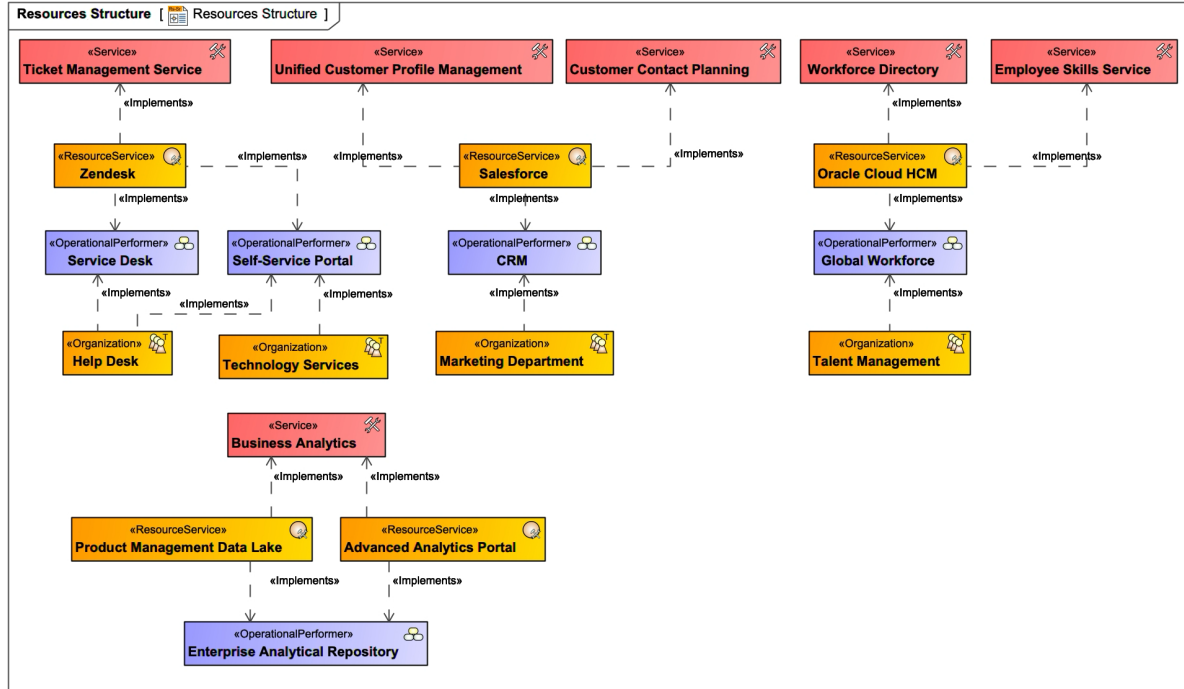 Resources Structure [ Resources Structure ]
«Service» «Service» «Service» «Service» «Service»
Ticket Management Service Unified Customer Profile Management Customer Contact Planning Workforce Directory Employee Skills Service
«Implements» «Implements»
«ResourceService» «Implements» «Implements» «ResourceService» «Implements» «ResourceService» «Implements»
Zendesk Salesforce Oracle Cloud HCM
«Implements» «Implements» «Implements»
«OperationalPerformer» «OperationalPerformer» «OperationalPerformer» «OperationalPerformer»
Service Desk Self-Service Portal CRM Global Workforce
«Implements» «Implements» «Implements» «Implements»
«Implements»
«Organization» «Organization» «Organization» «Organization»
Help Desk Technology Services Marketing Department Talent Management
«Service»
Business Analytics
«Implements» «Implements»
«ResourceService» «ResourceService»
Product Management Data Lake Advanced Analytics Portal
«Implements» «Implements»
«OperationalPerformer»
Enterprise Analytical Repository